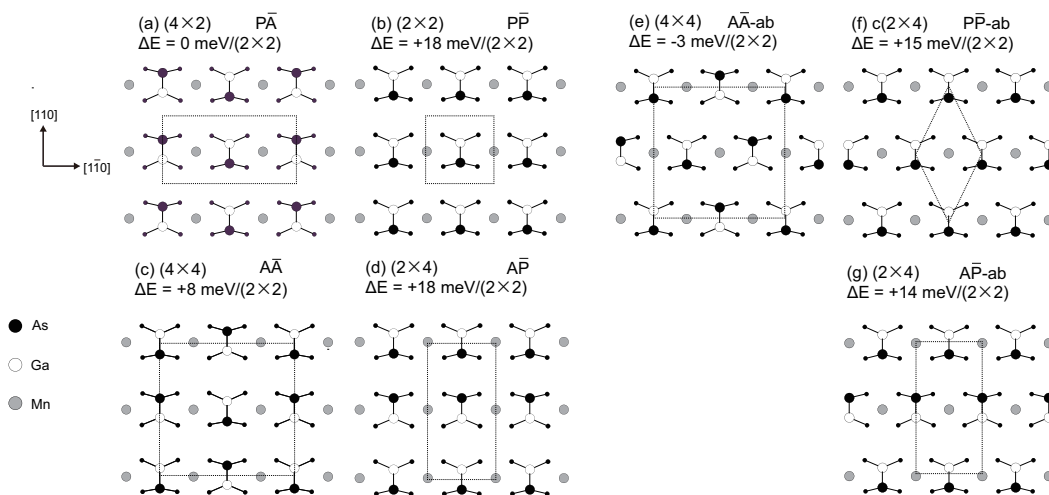 (a) (4×2) PA̅
ΔE = 0 meV/(2×2)
(b) (2×2) PP̅
ΔE = +18 meV/(2×2)
(e) (4×4) AA̅-ab
ΔE = -3 meV/(2×2)
(f) c(2×4) PP̅-ab
ΔE = +15 meV/(2×2)
[110]
[11̅0]
(c) (4×4) AA̅
ΔE = +8 meV/(2×2)
(d) (2×4) AP̅
ΔE = +18 meV/(2×2)
(g) (2×4) AP̅-ab
ΔE = +14 meV/(2×2)
As
Ga
Mn